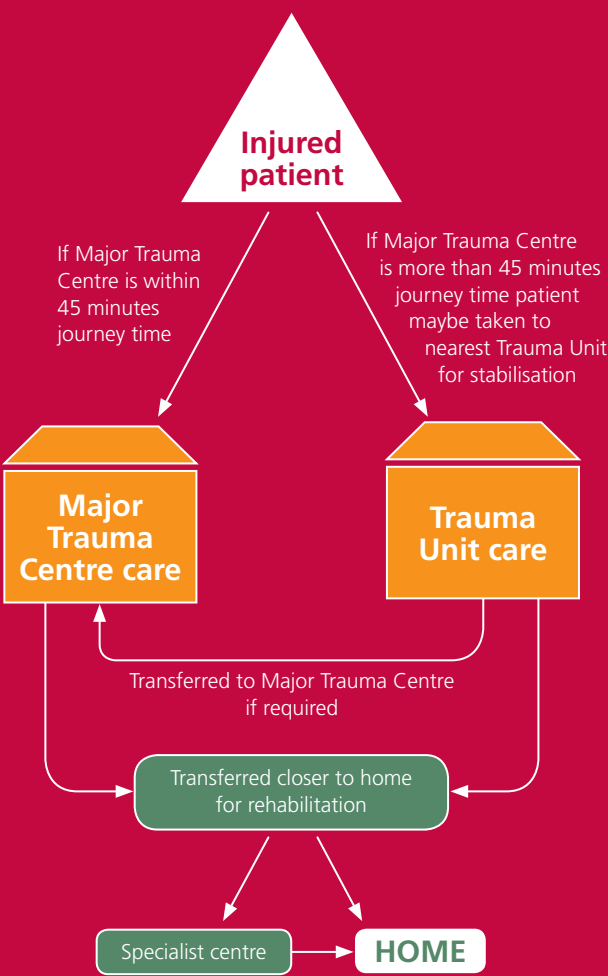 Injured
patient
If Major Trauma
Centre is within
45 minutes
journey time
If Major Trauma Centre
is more than 45 minutes
journey time patient
maybe taken to
nearest Trauma Unit
for stabilisation
Major
Trauma
Centre care
Trauma
Unit care
Transferred to Major Trauma Centre
if required
Transferred closer to home
for rehabilitation
Specialist centre
HOME